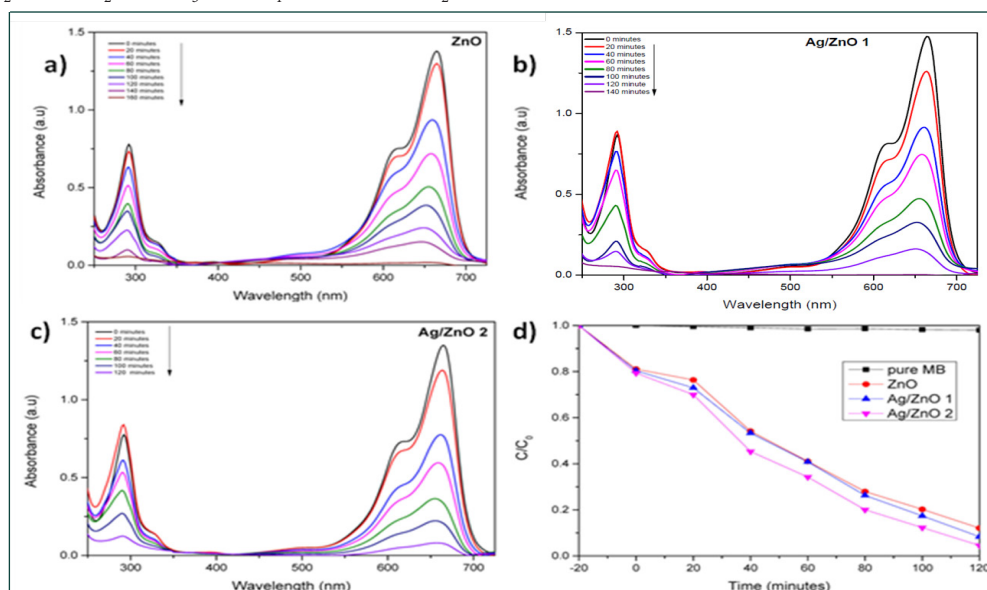 a)
ZnO
0 minutes
20 minutes
40 minutes
60 minutes
80 minutes
100 minutes
120 minutes
140 minutes
160 minutes
Absorbance (a.u)
1.5
1.0
0.5
0.0
300
400
500
600
700
Wavelength (nm)
b)
Ag/ZnO 1
0 minutes
20 minutes
40 minutes
60 minutes
80 minutes
100 minutes
120 minute
140 minutes
Absorbance (a.u)
1.5
1.0
0.5
0.0
300
400
500
600
700
Wavelength (nm)
c)
Ag/ZnO 2
0 minutes
20 minutes
40 minutes
60 minutes
80 minutes
100 minutes
120 minutes
Absorbance (a.u)
1.5
1.0
0.5
0.0
300
400
500
600
700
Wavelength (nm)
d)
pure MB
ZnO
Ag/ZnO 1
Ag/ZnO 2
C/C0
1.0
0.8
0.6
0.4
0.2
0.0
-20
0
20
40
60
80
100
120
Time (minutes)